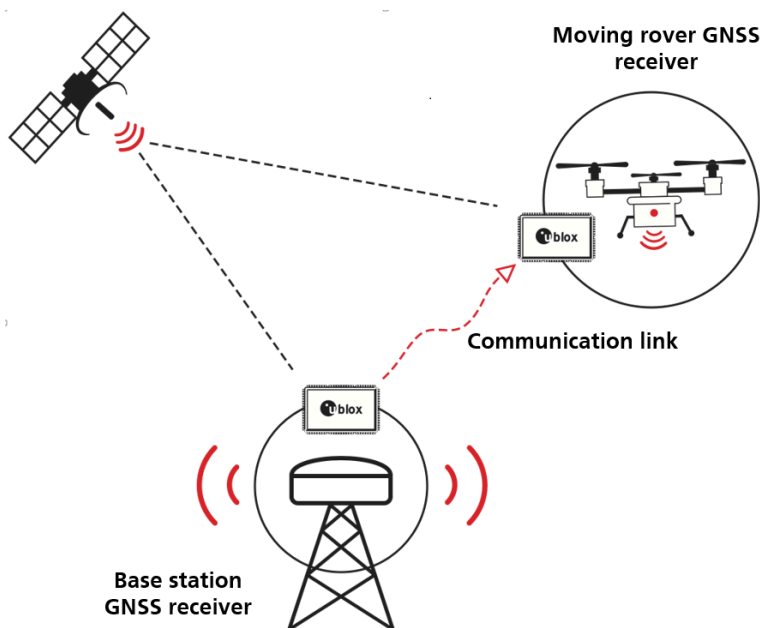 Moving rover GNSS
receiver
ublox
Communication link
ublox
Base station
GNSS receiver